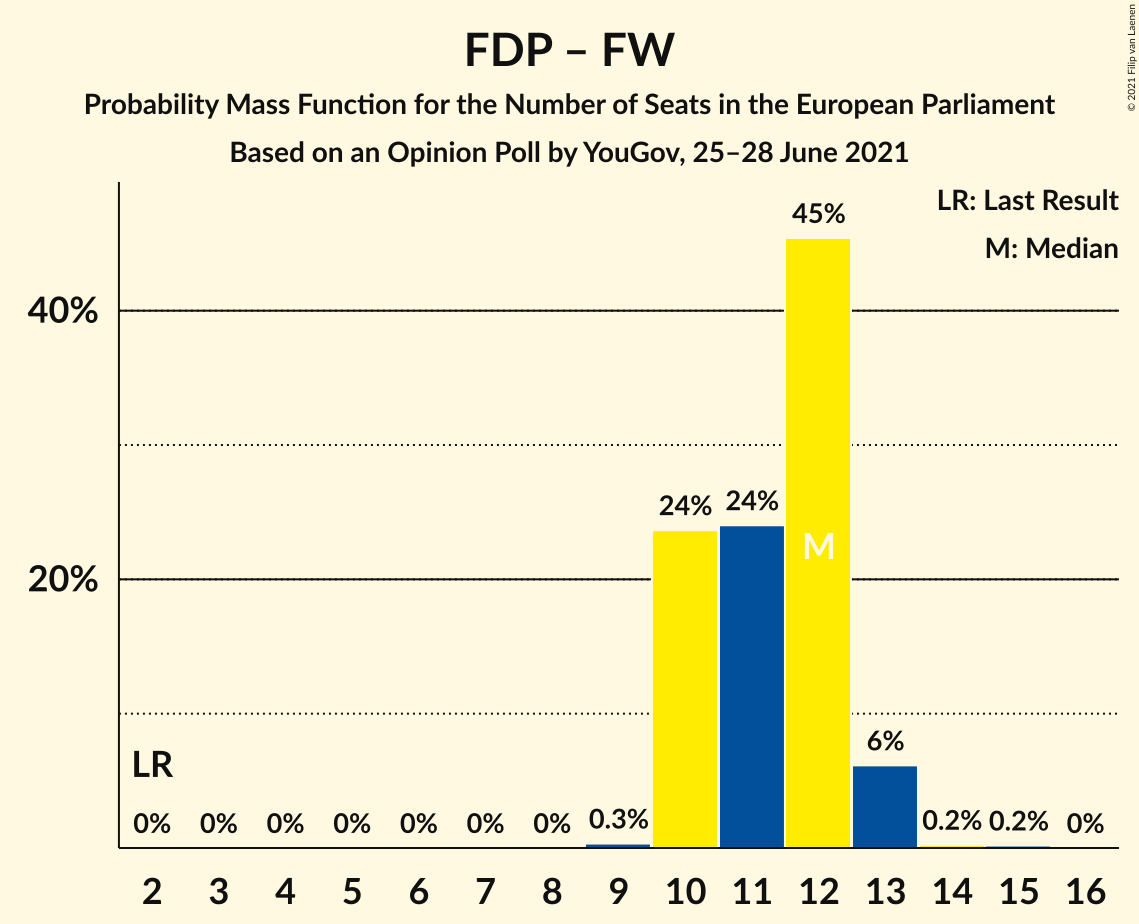 FDP – FW
Probability Mass Function for the Number of Seats in the European Parliament
Based on an Opinion Poll by YouGov, 25–28 June 2021
© 2021 Filip van Laenen
LR: Last Result
M: Median
45%
40%
24% 24%
M
20%
6%
LR
0% 0% 0% 0% 0% 0% 0% 0.3% 0.2% 0.2% 0%
2 3 4 5 6 7 8 9 10 11 12 13 14 15 16